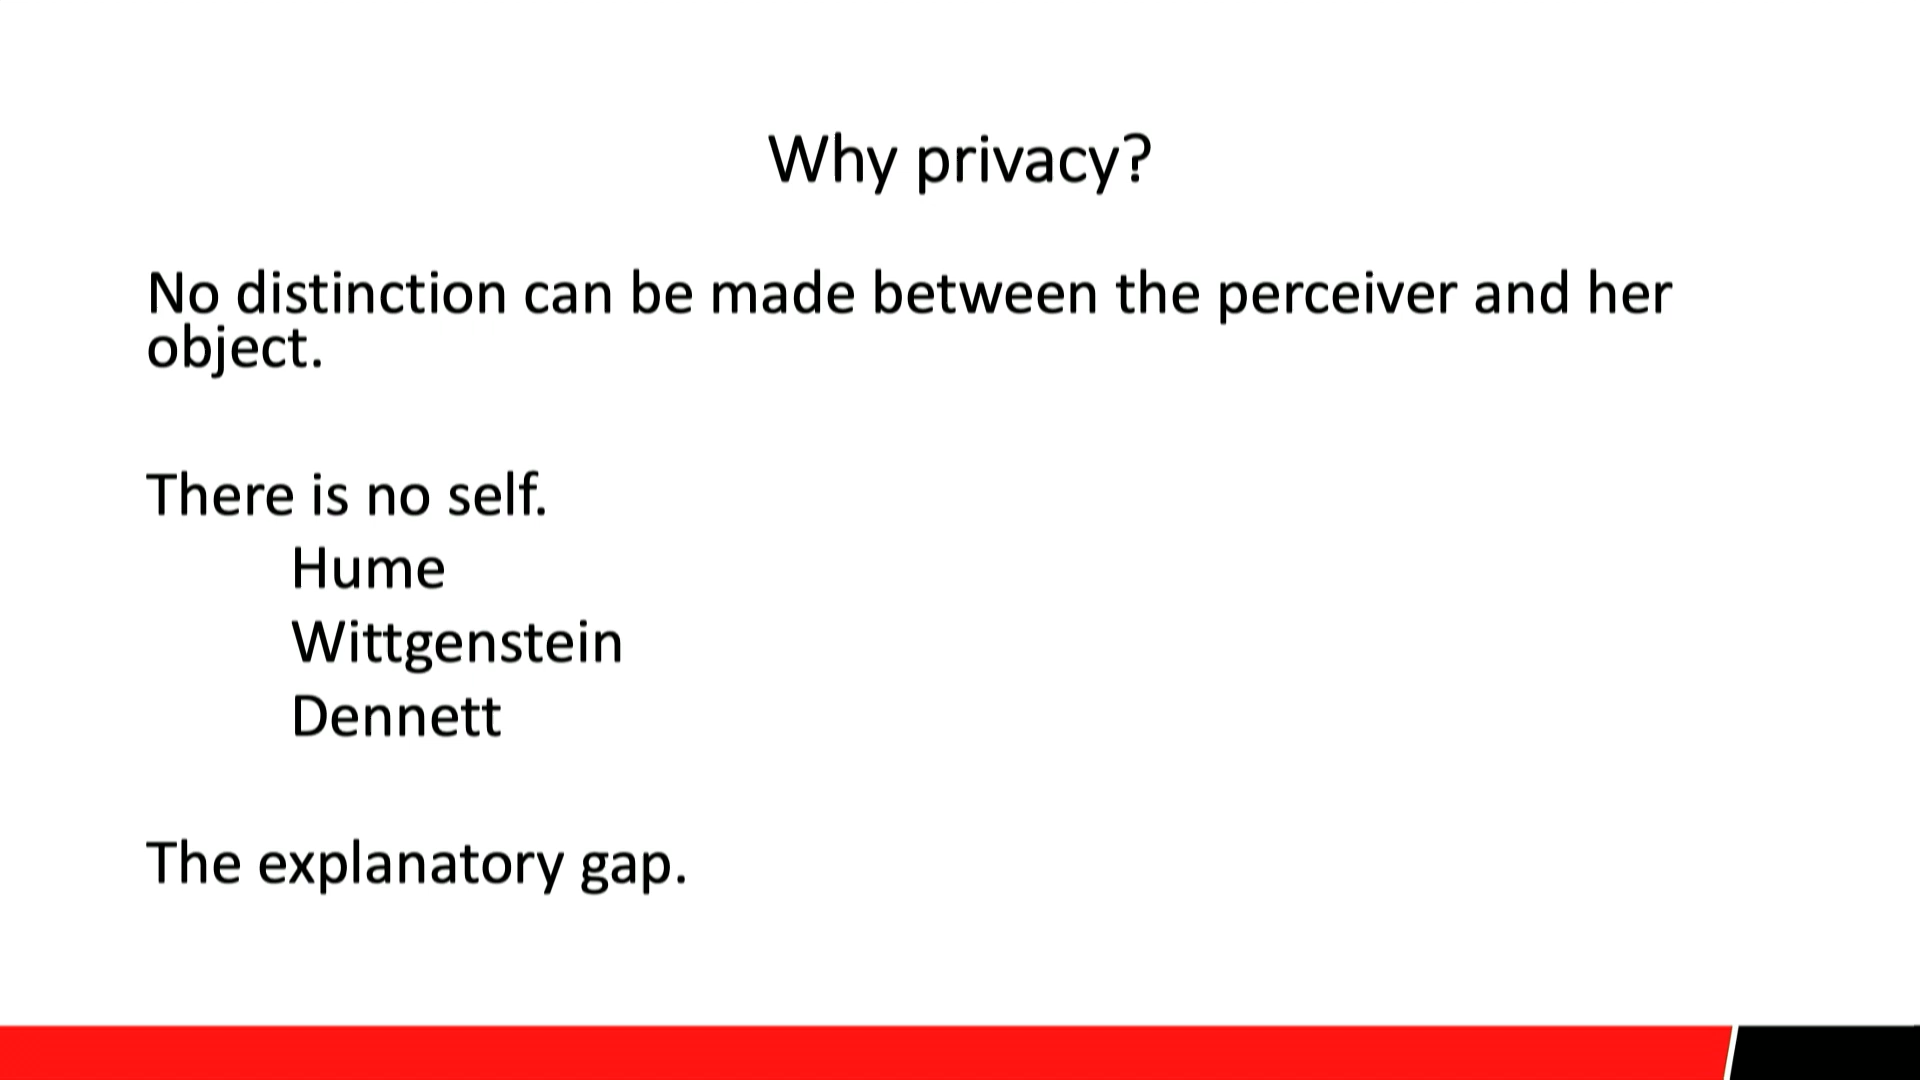 Why privacy?
No distinction can be made between the perceiver and her
object.
There is no self.
Hume
Wittgenstein
Dennett
The explanatory gap.